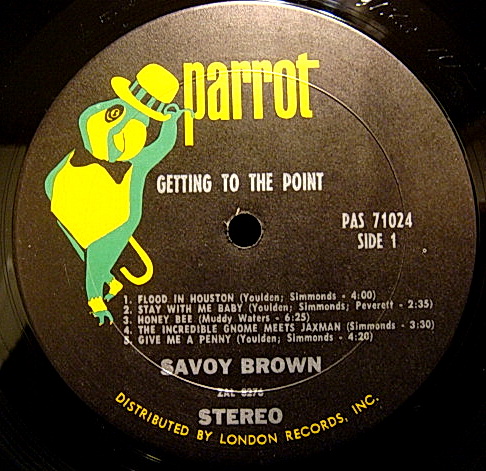 parrot
GETTING TO THE POINT
PAS 71024
SIDE 1
1. FLOOD IN HOUSTON (Youlden; Simmonds - 4:00)
2. STAY WITH ME BABY (Youlden; Simmonds; Peverett - 2:35)
3. HONEY BEE (Muddy Waters - 6:25)
4. THE INCREDIBLE GNOME MEETS JAXMAN (Simmonds - 3:30)
5. GIVE ME A PENNY (Youlden; Simmonds - 4:20)
SAVOY BROWN
ZAL 8276
STEREO
DISTRIBUTED BY LONDON RECORDS, INC.